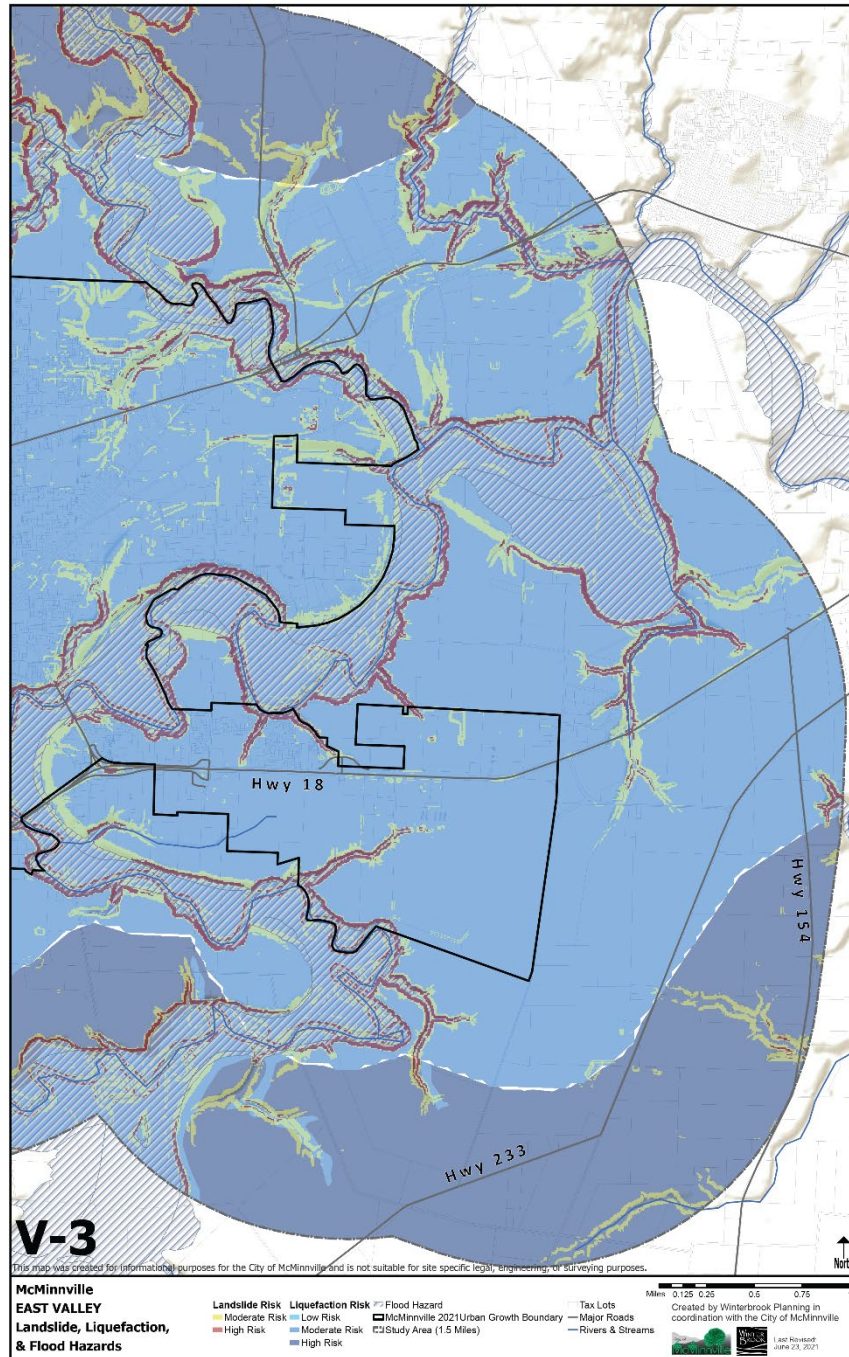 Hwy 18
Hwy 154
Hwy 233
V-3
North
This map was created for informational purposes for the City of McMinnville and is not suitable for site specific legal, engineering, or surveying purposes.
McMinnville
EAST VALLEY
Landslide, Liquefaction,
& Flood Hazards
Landslide Risk
Moderate Risk
High Risk
Liquefaction Risk
Low Risk
Moderate Risk
High Risk
Flood Hazard
McMinnville 2021Urban Growth Boundary
Study Area (1.5 Miles)
Tax Lots
Major Roads
Rivers & Streams
Miles 0.125 0.25 0.5 0.75
Created by Winterbrook Planning in
coordination with the City of McMinnville
McMinnville
WINTER
BROOK
Last Revised:
June 23, 2021